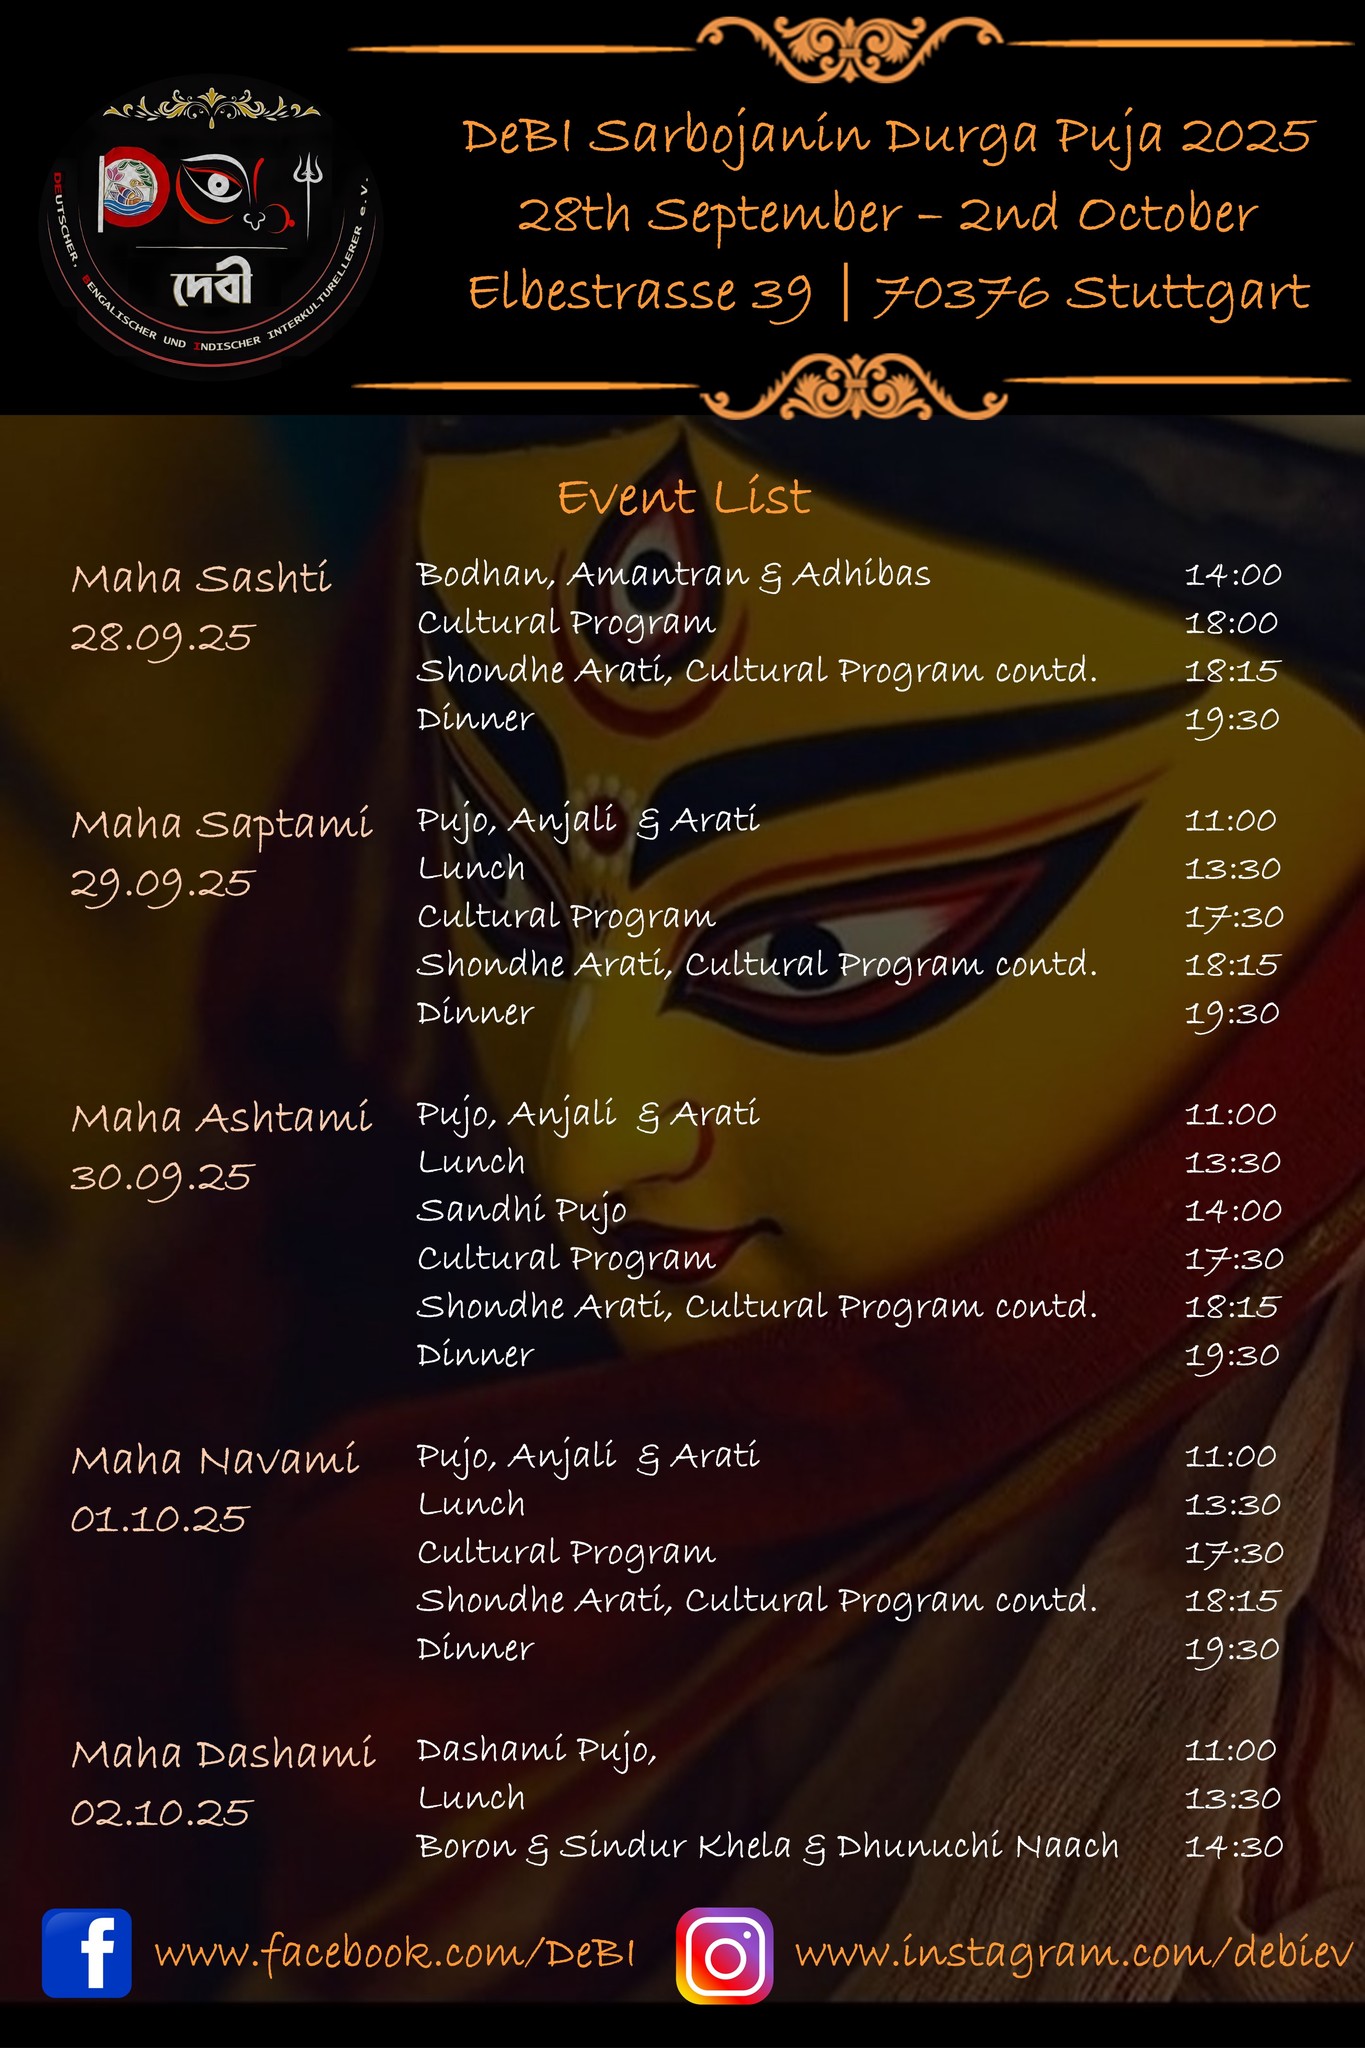 DEUTSCHER, BENGALISCHER UND INDISCHER INTERKULTURELLERER e.V.
দেবী
DeBI Sarbojanin Durga Puja 2025
28th September – 2nd October
Elbestrasse 39 | 70376 Stuttgart
Event List
Maha Sashti
28.09.25
Bodhan, Amantran & Adhibas 14:00
Cultural Program 18:00
Shondhe Arati, Cultural Program contd. 18:15
Dinner 19:30
Maha Saptami
29.09.25
Pujo, Anjali & Arati 11:00
Lunch 13:30
Cultural Program 17:30
Shondhe Arati, Cultural Program contd. 18:15
Dinner 19:30
Maha Ashtami
30.09.25
Pujo, Anjali & Arati 11:00
Lunch 13:30
Sandhi Pujo 14:00
Cultural Program 17:30
Shondhe Arati, Cultural Program contd. 18:15
Dinner 19:30
Maha Navami
01.10.25
Pujo, Anjali & Arati 11:00
Lunch 13:30
Cultural Program 17:30
Shondhe Arati, Cultural Program contd. 18:15
Dinner 19:30
Maha Dashami
02.10.25
Dashami Pujo, 11:00
Lunch 13:30
Boron & Sindur Khela & Dhunuchi Naach 14:30
www.facebook.com/DeBI
www.instagram.com/debiev